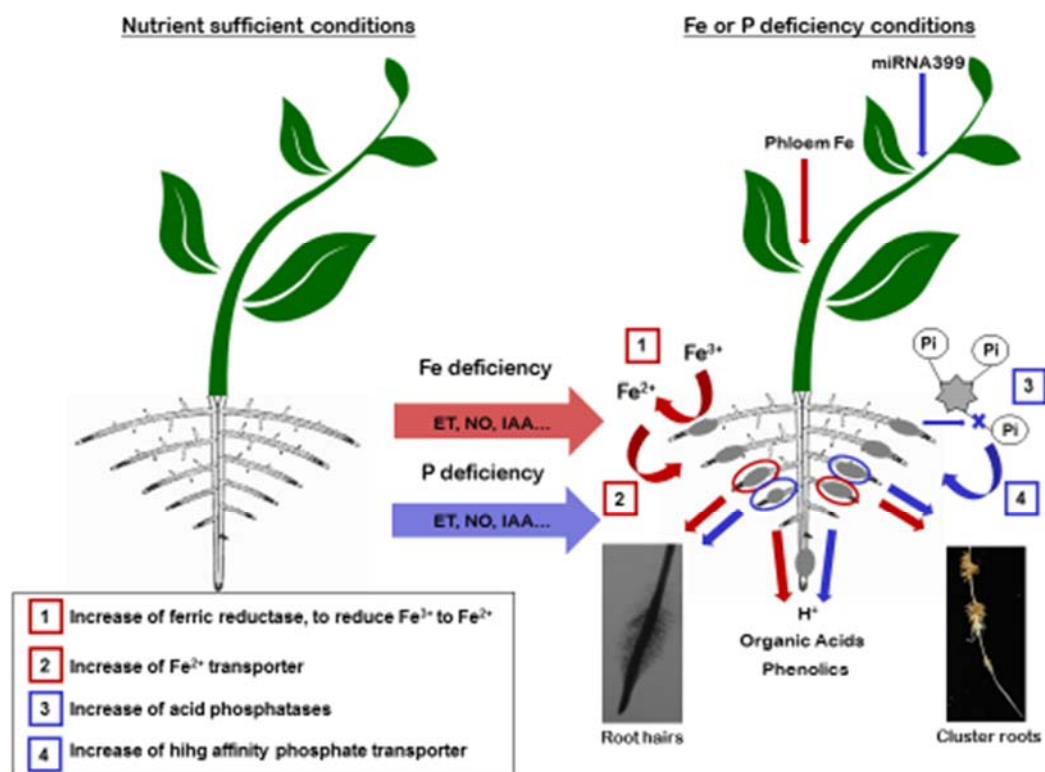 Nutrient sufficient conditions
Fe or P deficiency conditions
miRNA399
Phloem Fe
1
Fe³⁺
Fe²⁺
Pi
Pi
3
Pi
Fe deficiency
ET, NO, IAA...
P deficiency
ET, NO, IAA...
2
4
H⁺
Organic Acids
Phenolics
Root hairs
Cluster roots
1 Increase of ferric reductase, to reduce Fe³⁺ to Fe²⁺
2 Increase of Fe²⁺ transporter
3 Increase of acid phosphatases
4 Increase of hihg affinity phosphate transporter